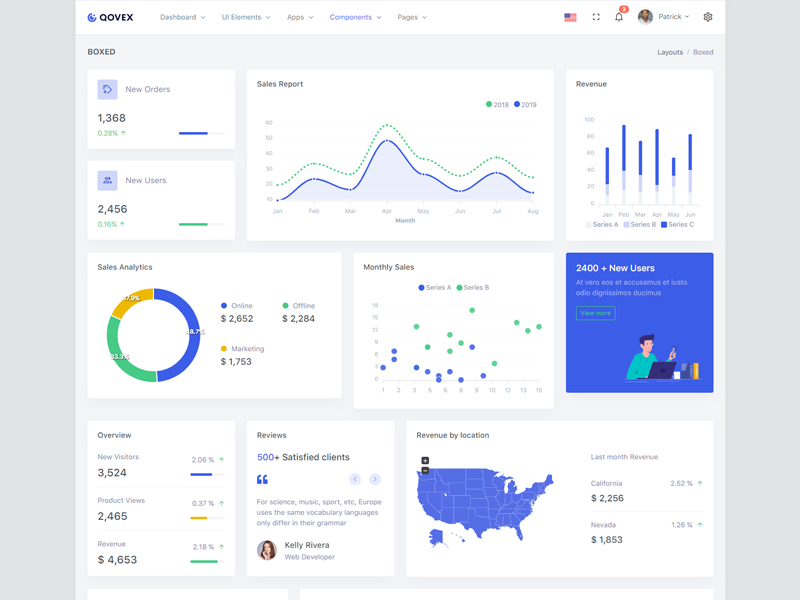 QOVEX
Dashboard
UI Elements
Apps
Components
Pages
3
Patrick
BOXED
Layouts / Boxed
New Orders
1,368
0.28% ↑
New Users
2,456
0.16% ↑
Sales Report
2018 2019
60
50
40
30
20
10
Jan Feb Mar Apr May Jun Jul Aug
Month
Revenue
100
80
60
40
20
0
Jan Feb Mar Apr May Jun
Series A Series B Series C
Sales Analytics
17.9%
48.7%
33.3%
Online
$ 2,652
Offline
$ 2,284
Marketing
$ 1,753
Monthly Sales
Series A Series B
18
15
12
9
6
3
0
1 2 3 5 6 8 9 10 12 13 15
2400 + New Users
At vero eos et accusamus et iusto
odio dignissimos ducimus
View more
Overview
New Visitors
3,524
2.06 % ↑
Product Views
2,465
0.37 % ↑
Revenue
$ 4,653
2.18 % ↑
Reviews
500+ Satisfied clients
For science, music, sport, etc, Europe
uses the same vocabulary languages
only differ in their grammar
Kelly Rivera
Web Developer
Revenue by location
+
−
Last month Revenue
California
$ 2,256
2.52 % ↑
Nevada
$ 1,853
1.26 % ↑